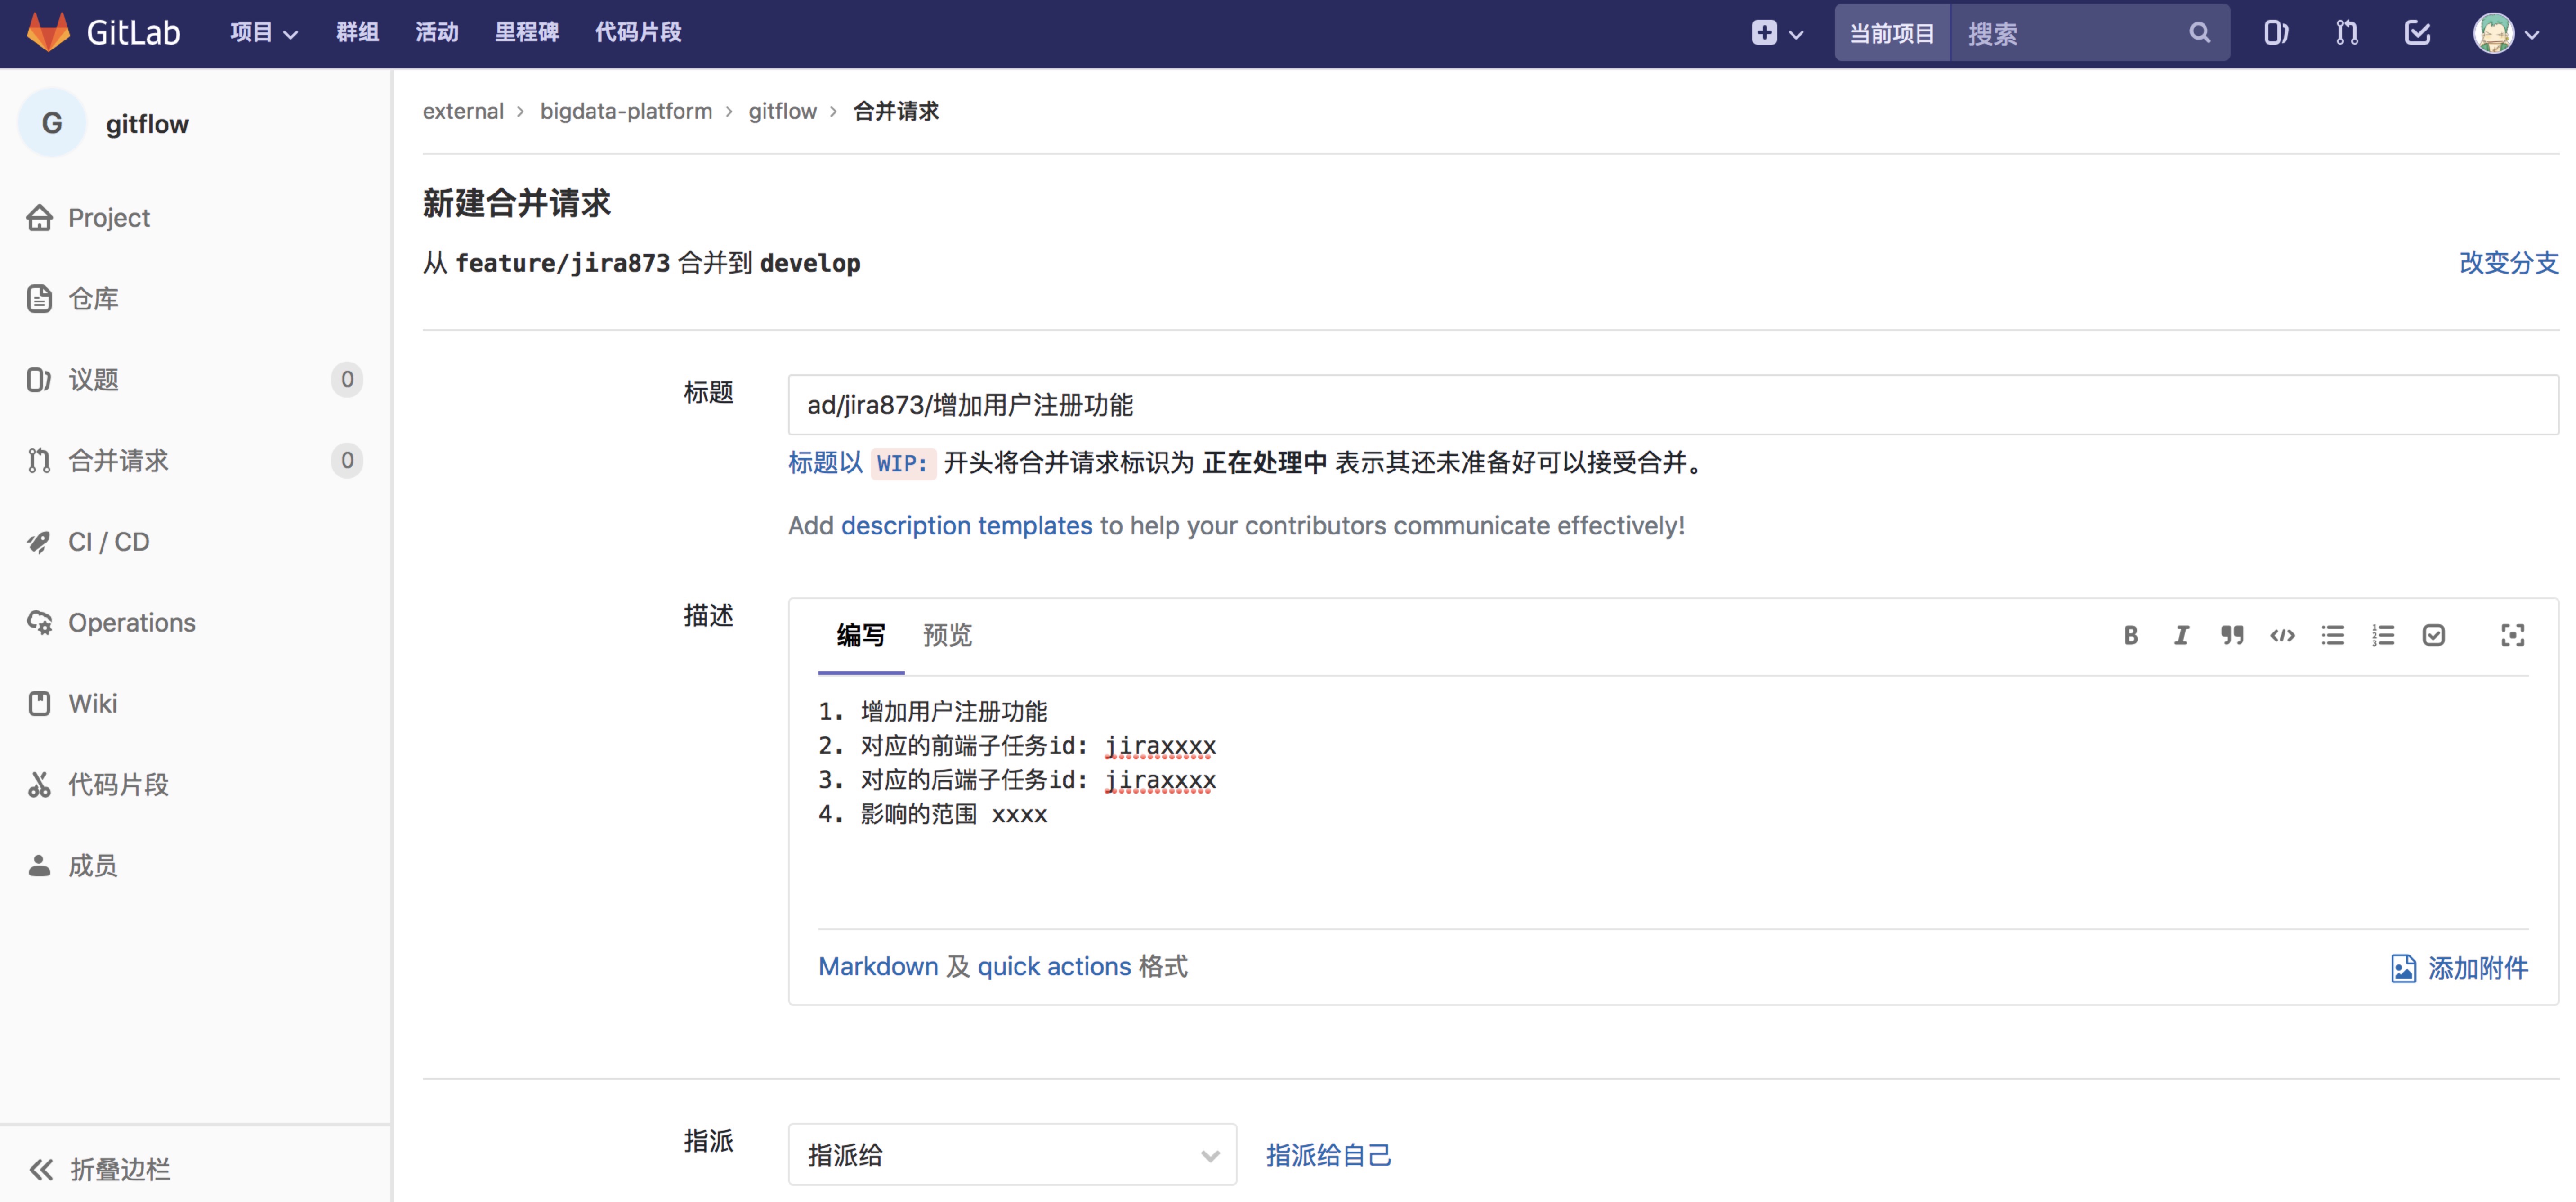 GitLab 项目 群组 活动 里程碑 代码片段 当前项目 搜索
G gitflow
Project
仓库
议题 0
合并请求 0
CI / CD
Operations
Wiki
代码片段
成员
折叠边栏
external › bigdata-platform › gitflow › 合并请求
新建合并请求
从 feature/jira873 合并到 develop 改变分支
标题 ad/jira873/增加用户注册功能
标题以 WIP: 开头将合并请求标识为 正在处理中 表示其还未准备好可以接受合并。
Add description templates to help your contributors communicate effectively!
描述 编写 预览
1. 增加用户注册功能
2. 对应的前端子任务id: jiraxxxx
3. 对应的后端子任务id: jiraxxxx
4. 影响的范围 xxxx
Markdown 及 quick actions 格式 添加附件
指派 指派给 指派给自己